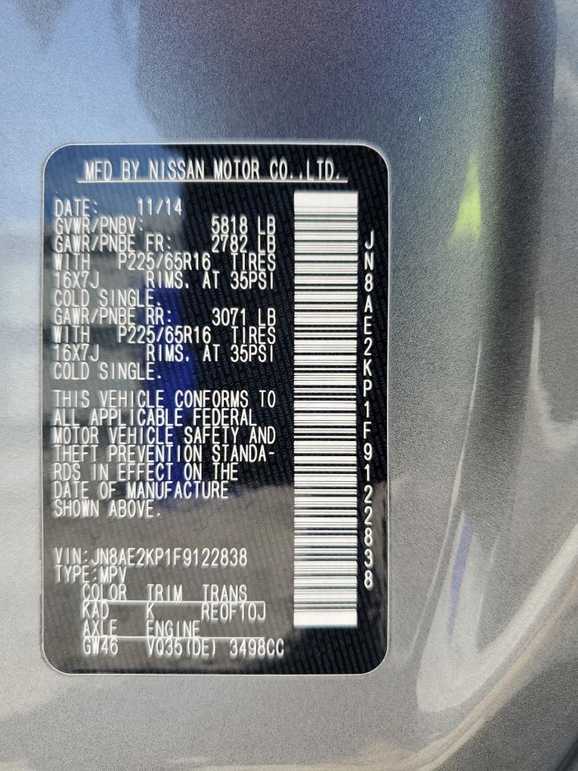 MFD BY NISSAN MOTOR CO.,LTD.
DATE: 11/14
GVWR/PNBV: 5818 LB
GAWR/PNBE FR: 2782 LB
WITH P225/65R16 TIRES
16X7J RIMS. AT 35PSI
COLD SINGLE.
GAWR/PNBE RR: 3071 LB
WITH P225/65R16 TIRES
16X7J RIMS. AT 35PSI
COLD SINGLE.
THIS VEHICLE CONFORMS TO
ALL APPLICABLE FEDERAL
MOTOR VEHICLE SAFETY AND
THEFT PREVENTION STANDA-
RDS IN EFFECT ON THE
DATE OF MANUFACTURE
SHOWN ABOVE.
VIN:JN8AE2KP1F9122838
TYPE:MPV
COLOR TRIM TRANS
KAD K RE0F10J
AXLE ENGINE
GW46 VQ35(DE) 3498CC
JN8AE2KP1F9122838